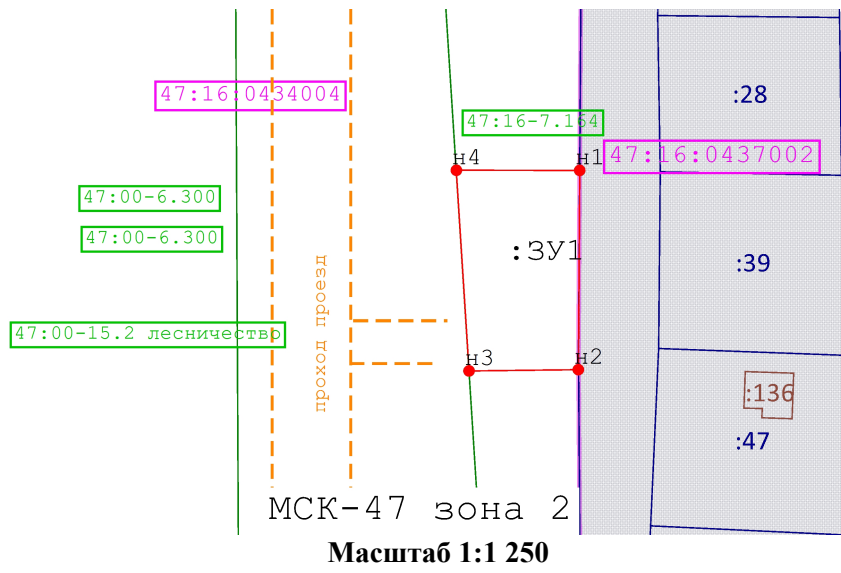 :28
47:16:0434004
47:16-7.164
н4
н1
47:16:0437002
47:00-6.300
47:00-6.300
:ЗУ1
:39
проход проезд
47:00-15.2 лесничество
н3
н2
:136
:47
МСК-47 зона 2
Масштаб 1:1 250